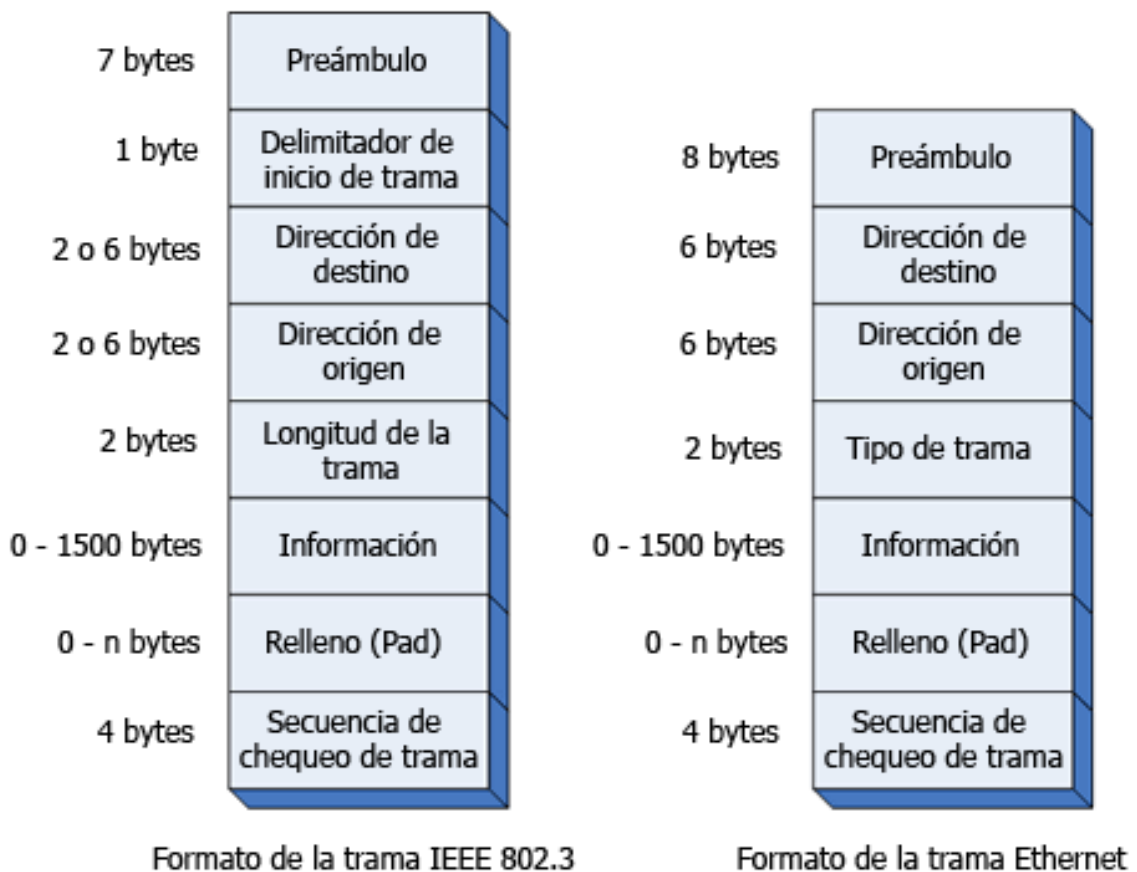 7 bytes
Preámbulo
1 byte
Delimitador de
inicio de trama
2 o 6 bytes
Dirección de
destino
2 o 6 bytes
Dirección de
origen
2 bytes
Longitud de la
trama
0 - 1500 bytes
Información
0 - n bytes
Relleno (Pad)
4 bytes
Secuencia de
chequeo de trama
Formato de la trama IEEE 802.3
8 bytes
Preámbulo
6 bytes
Dirección de
destino
6 bytes
Dirección de
origen
2 bytes
Tipo de trama
0 - 1500 bytes
Información
0 - n bytes
Relleno (Pad)
4 bytes
Secuencia de
chequeo de trama
Formato de la trama Ethernet